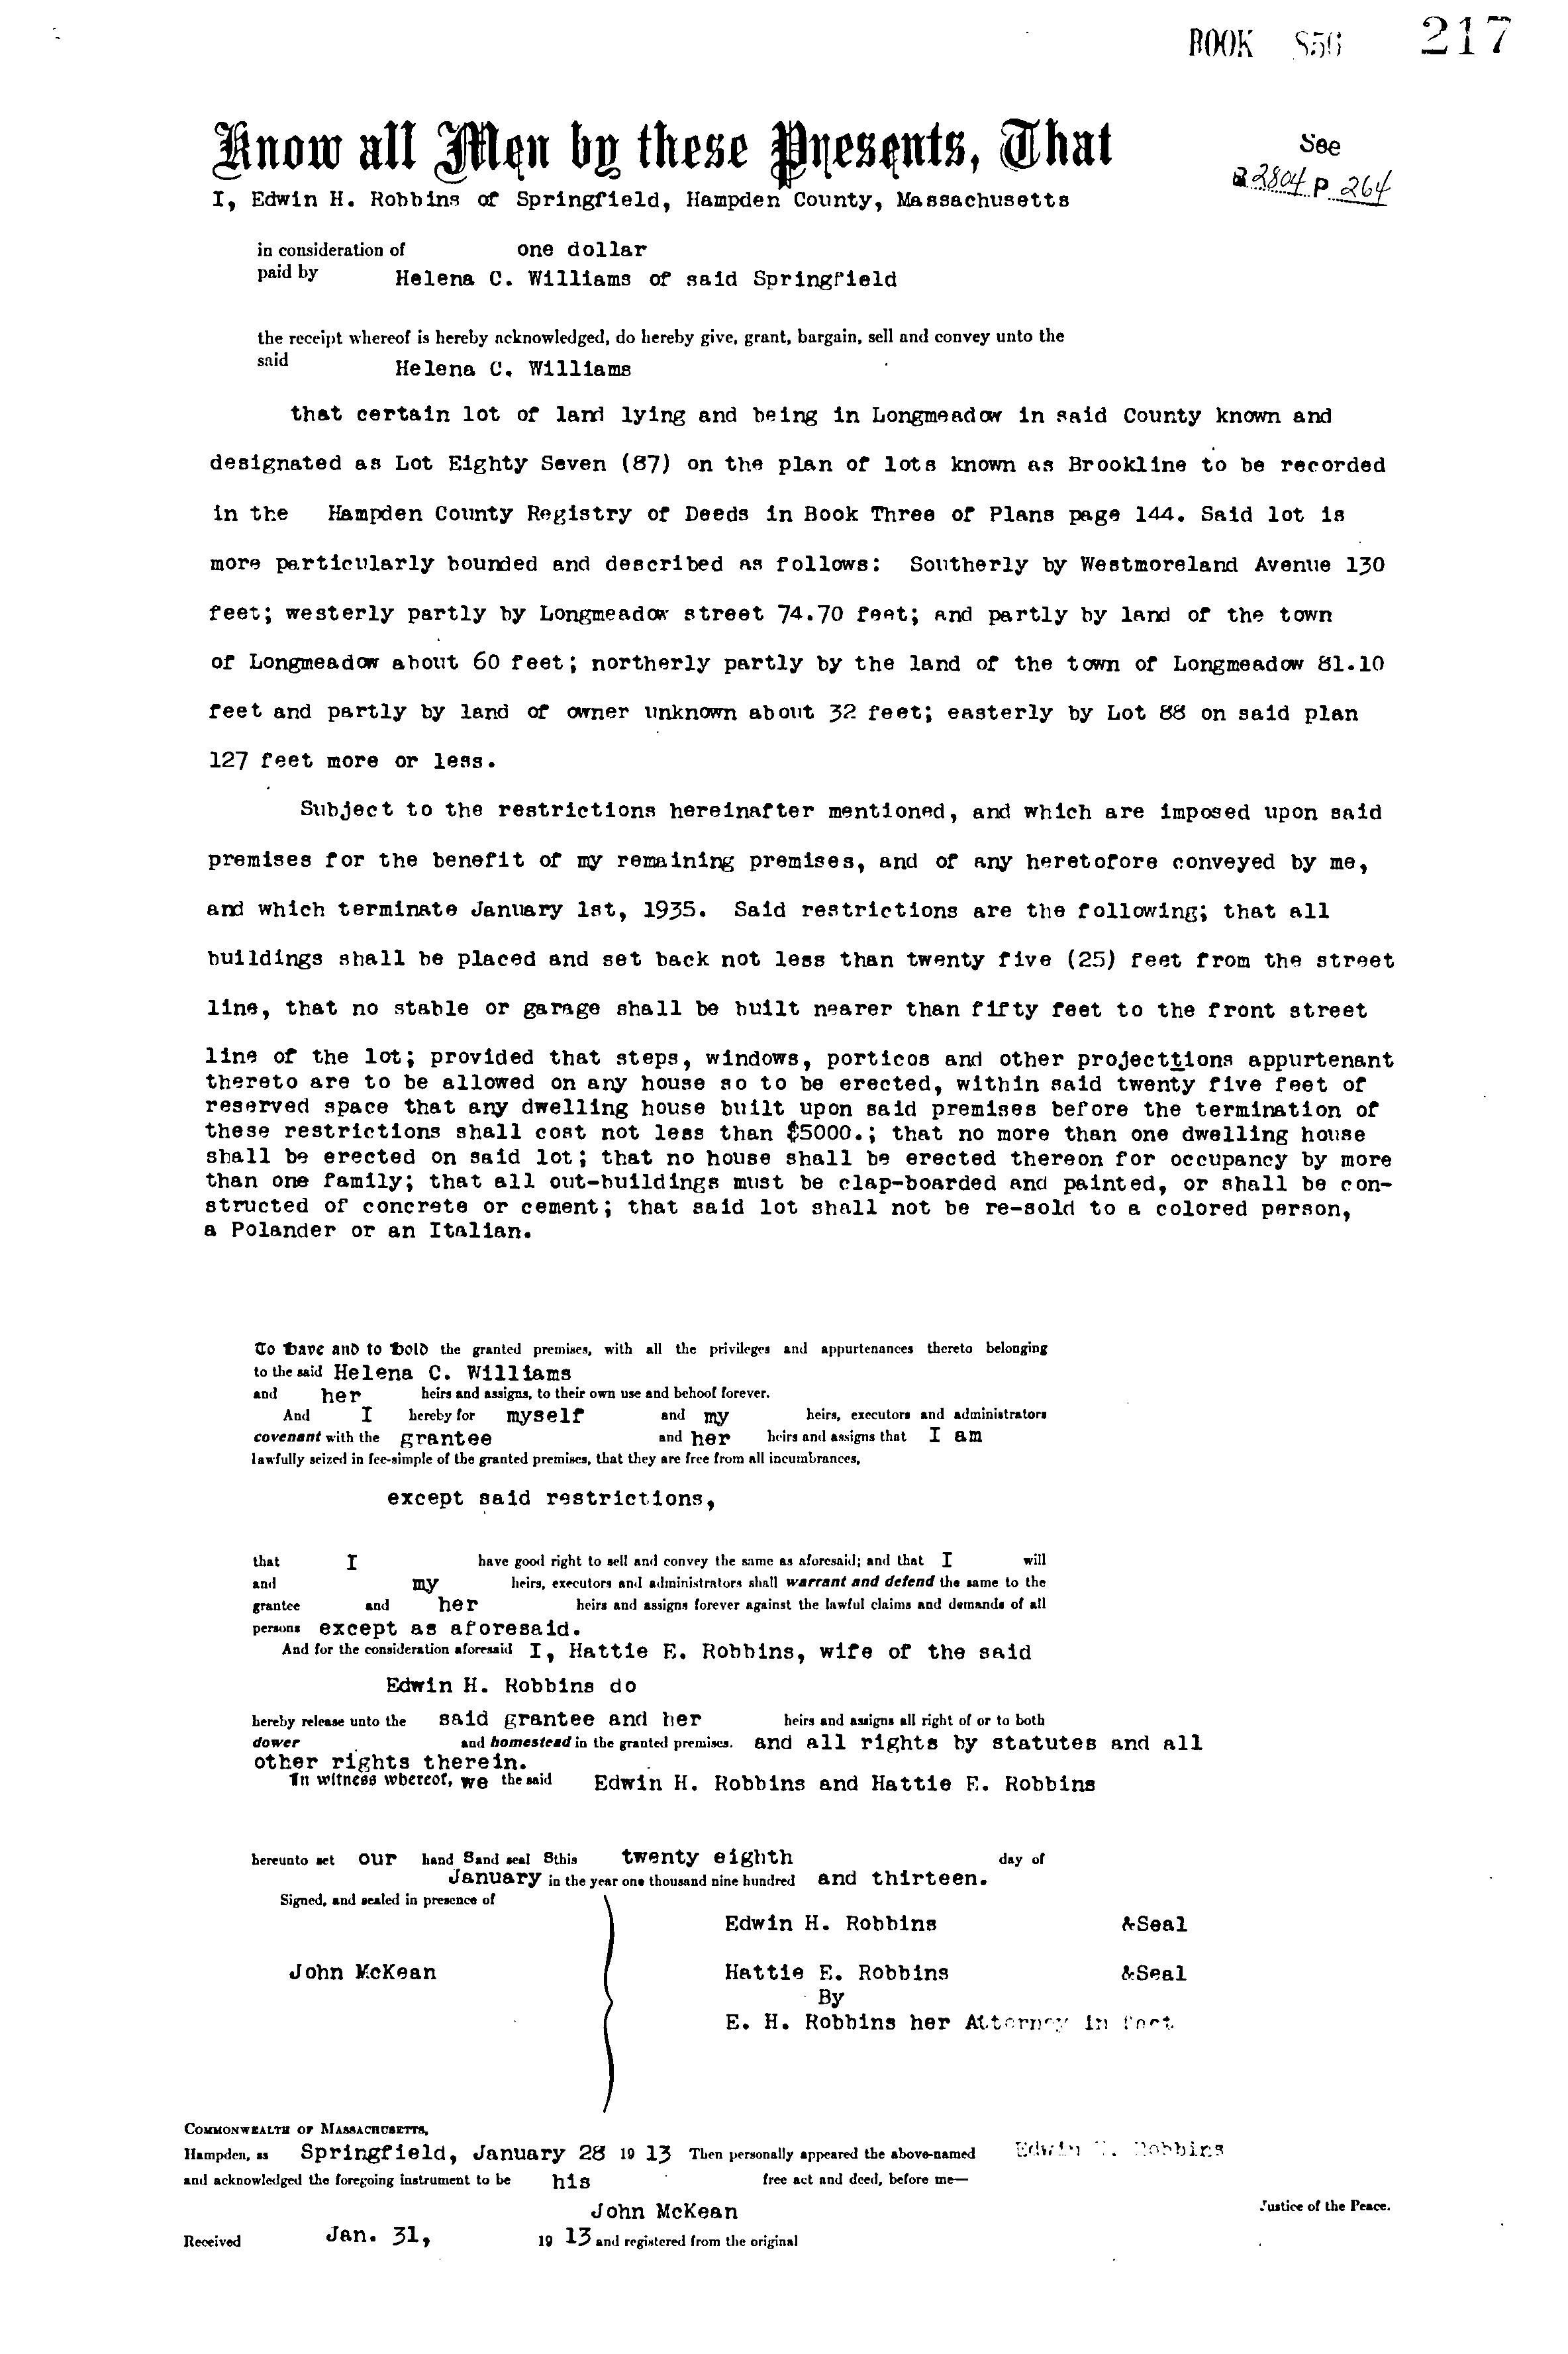 BOOK 856 217
Know all Men by these Presents, That
See
B 2804 P 264
I, Edwin H. Robbins of Springfield, Hampden County, Massachusetts
in consideration of one dollar
paid by Helena C. Williams of said Springfield
the receipt whereof is hereby acknowledged, do hereby give, grant, bargain, sell and convey unto the
said Helena C. Williams
that certain lot of land lying and being in Longmeadow in said County known and
designated as Lot Eighty Seven (87) on the plan of lots known as Brookline to be recorded
in the Hampden County Registry of Deeds in Book Three of Plans page 144. Said lot is
more particularly bounded and described as follows: Southerly by Westmoreland Avenue 130
feet; westerly partly by Longmeadow street 74.70 feet; and partly by land of the town
of Longmeadow about 60 feet; northerly partly by the land of the town of Longmeadow 81.10
feet and partly by land of owner unknown about 32 feet; easterly by Lot 88 on said plan
127 feet more or less.
Subject to the restrictions hereinafter mentioned, and which are imposed upon said
premises for the benefit of my remaining premises, and of any heretofore conveyed by me,
and which terminate January 1st, 1935. Said restrictions are the following; that all
buildings shall be placed and set back not less than twenty five (25) feet from the street
line, that no stable or garage shall be built nearer than fifty feet to the front street
line of the lot; provided that steps, windows, porticos and other projecttions appurtenant
thereto are to be allowed on any house so to be erected, within said twenty five feet of
reserved space that any dwelling house built upon said premises before the termination of
these restrictions shall cost not less than $5000.; that no more than one dwelling house
shall be erected on said lot; that no house shall be erected thereon for occupancy by more
than one family; that all out-buildings must be clap-boarded and painted, or shall be con-
structed of concrete or cement; that said lot shall not be re-sold to a colored person,
a Polander or an Italian.
To have and to hold the granted premises, with all the privileges and appurtenances thereto belonging
to the said Helena C. Williams
and her heirs and assigns, to their own use and behoof forever.
And I hereby for myself and my heirs, executors and administrators
covenant with the grantee and her heirs and assigns that I am
lawfully seized in fee-simple of the granted premises, that they are free from all incumbrances,
except said restrictions,
that I have good right to sell and convey the same as aforesaid; and that I will
and my heirs, executors and administrators shall warrant and defend the same to the
grantee and her heirs and assigns forever against the lawful claims and demands of all
persons except as aforesaid.
And for the consideration aforesaid I, Hattie E. Robbins, wife of the said
Edwin H. Robbins do
hereby release unto the said grantee and her heirs and assigns all right of or to both
dower and homestead in the granted premises. and all rights by statutes and all
other rights therein.
In witness whereof, we the said Edwin H. Robbins and Hattie E. Robbins
hereunto set our hand s and seal s this twenty eighth day of
January in the year one thousand nine hundred and thirteen.
Signed, and sealed in presence of
Edwin H. Robbins &Seal
John McKean Hattie E. Robbins &Seal
By
E. H. Robbins her Attorney in fact
COMMONWEALTH OF MASSACHUSETTS,
Hampden, ss Springfield, January 28 19 13 Then personally appeared the above-named Edwin H. Robbins
and acknowledged the foregoing instrument to be his free act and deed, before me—
John McKean Justice of the Peace.
Received Jan. 31, 19 13 and registered from the original